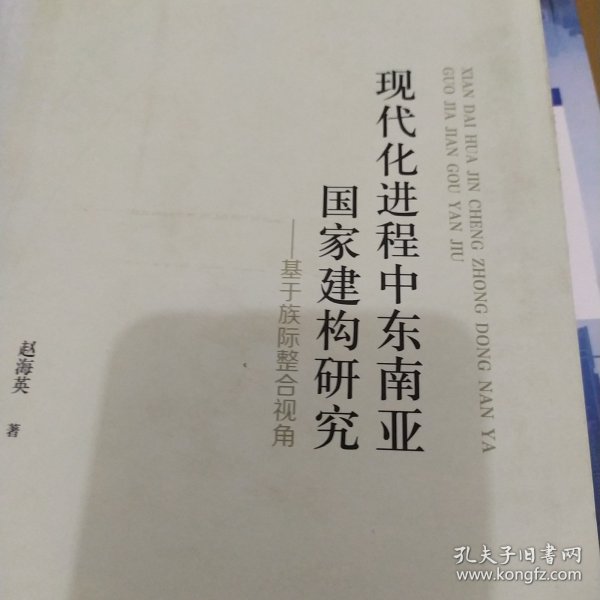 XIAN DAI HUA JIN CHENG ZHONG DONG NAN YA
GUO JIA JIAN GOU YAN JIU
现代化进程中东南亚
国家建构研究
——基于族际整合视角
赵海英 著
孔夫子旧书网
www.kongfz.com